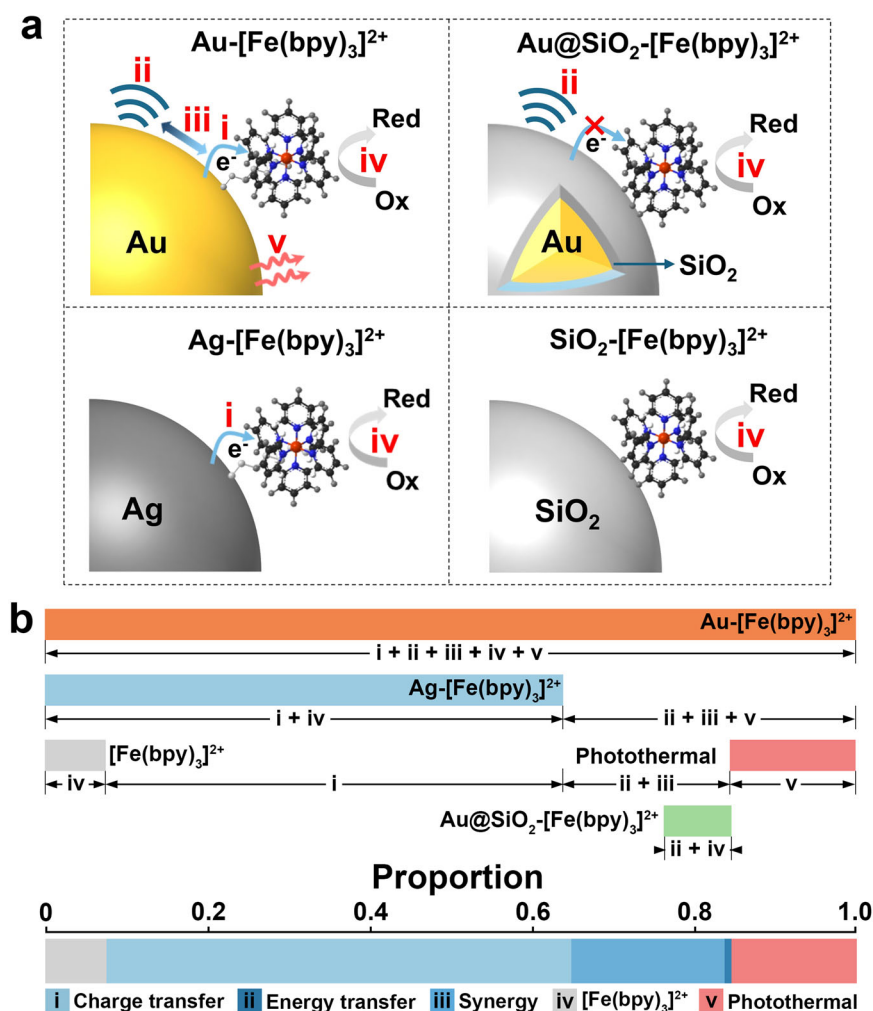 a
Au-[Fe(bpy)₃]²⁺
ii
iii
i
e⁻
Red
iv
Ox
Au
v
Au@SiO₂-[Fe(bpy)₃]²⁺
ii
e⁻
Red
iv
Ox
Au
SiO₂
Ag-[Fe(bpy)₃]²⁺
i
e⁻
Red
iv
Ox
Ag
SiO₂-[Fe(bpy)₃]²⁺
Red
iv
Ox
SiO₂
b
Au-[Fe(bpy)₃]²⁺
i + ii + iii + iv + v
Ag-[Fe(bpy)₃]²⁺
i + iv
ii + iii + v
[Fe(bpy)₃]²⁺
Photothermal
iv
i
ii + iii
v
Au@SiO₂-[Fe(bpy)₃]²⁺
ii + iv
Proportion
0 0.2 0.4 0.6 0.8 1.0
i Charge transfer ii Energy transfer iii Synergy iv [Fe(bpy)₃]²⁺ v Photothermal